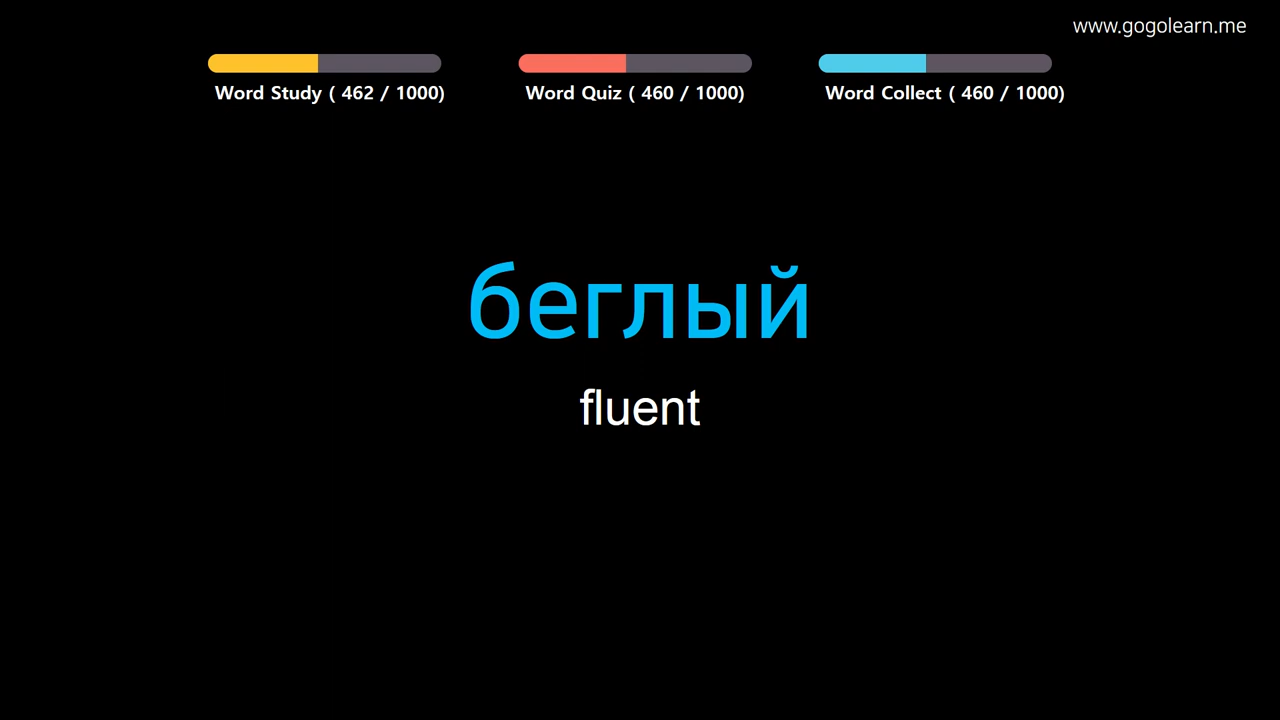 www.gogolearn.me
Word Study ( 462 / 1000)
Word Quiz ( 460 / 1000)
Word Collect ( 460 / 1000)
беглый
fluent